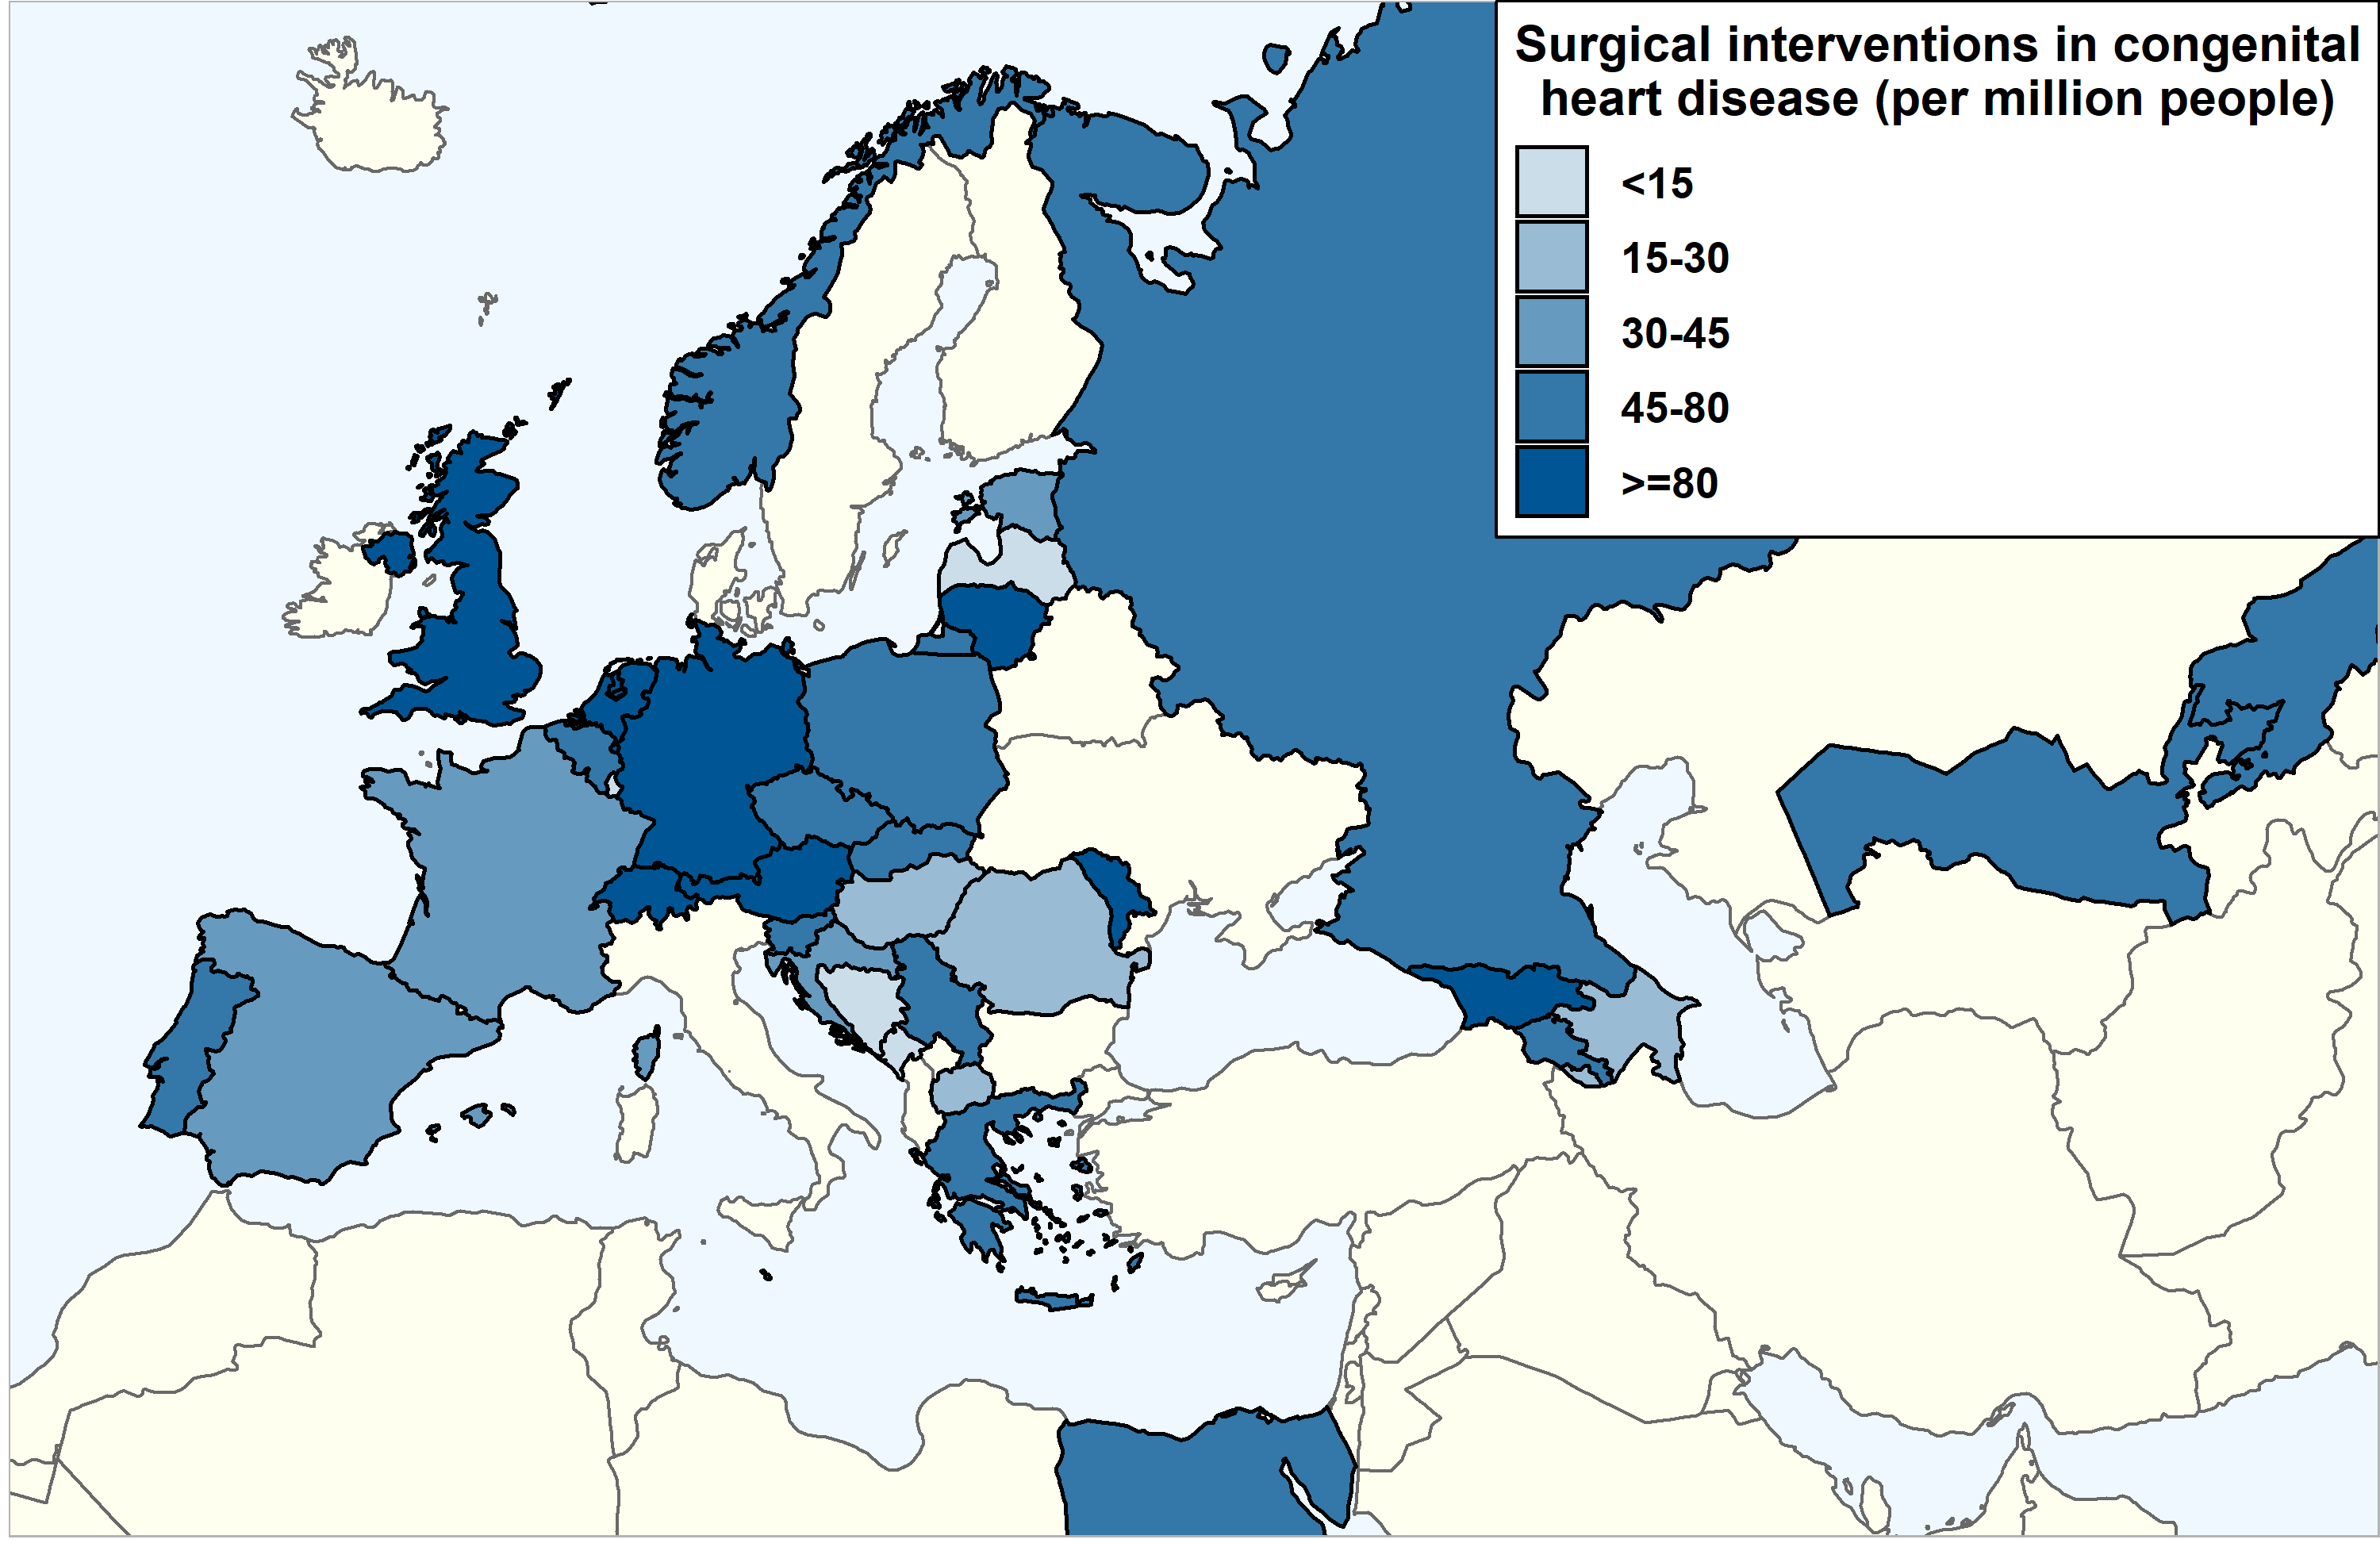 Surgical interventions in congenital
heart disease (per million people)
<15
15-30
30-45
45-80
>=80